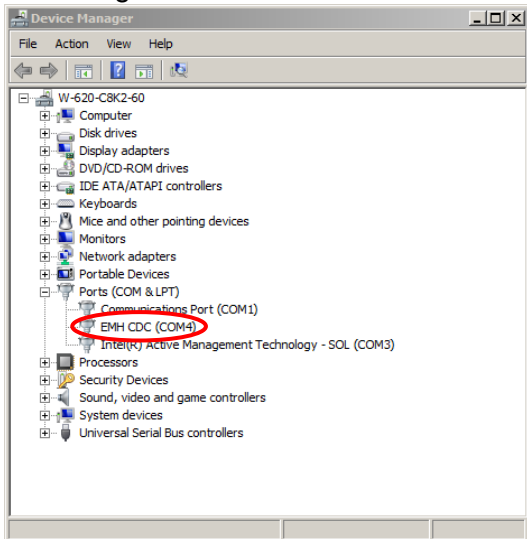 Device Manager
File Action View Help
W-620-C8K2-60
Computer
Disk drives
Display adapters
DVD/CD-ROM drives
IDE ATA/ATAPI controllers
Keyboards
Mice and other pointing devices
Monitors
Network adapters
Portable Devices
Ports (COM & LPT)
Communications Port (COM1)
EMH CDC (COM4)
Intel(R) Active Management Technology - SOL (COM3)
Processors
Security Devices
Sound, video and game controllers
System devices
Universal Serial Bus controllers